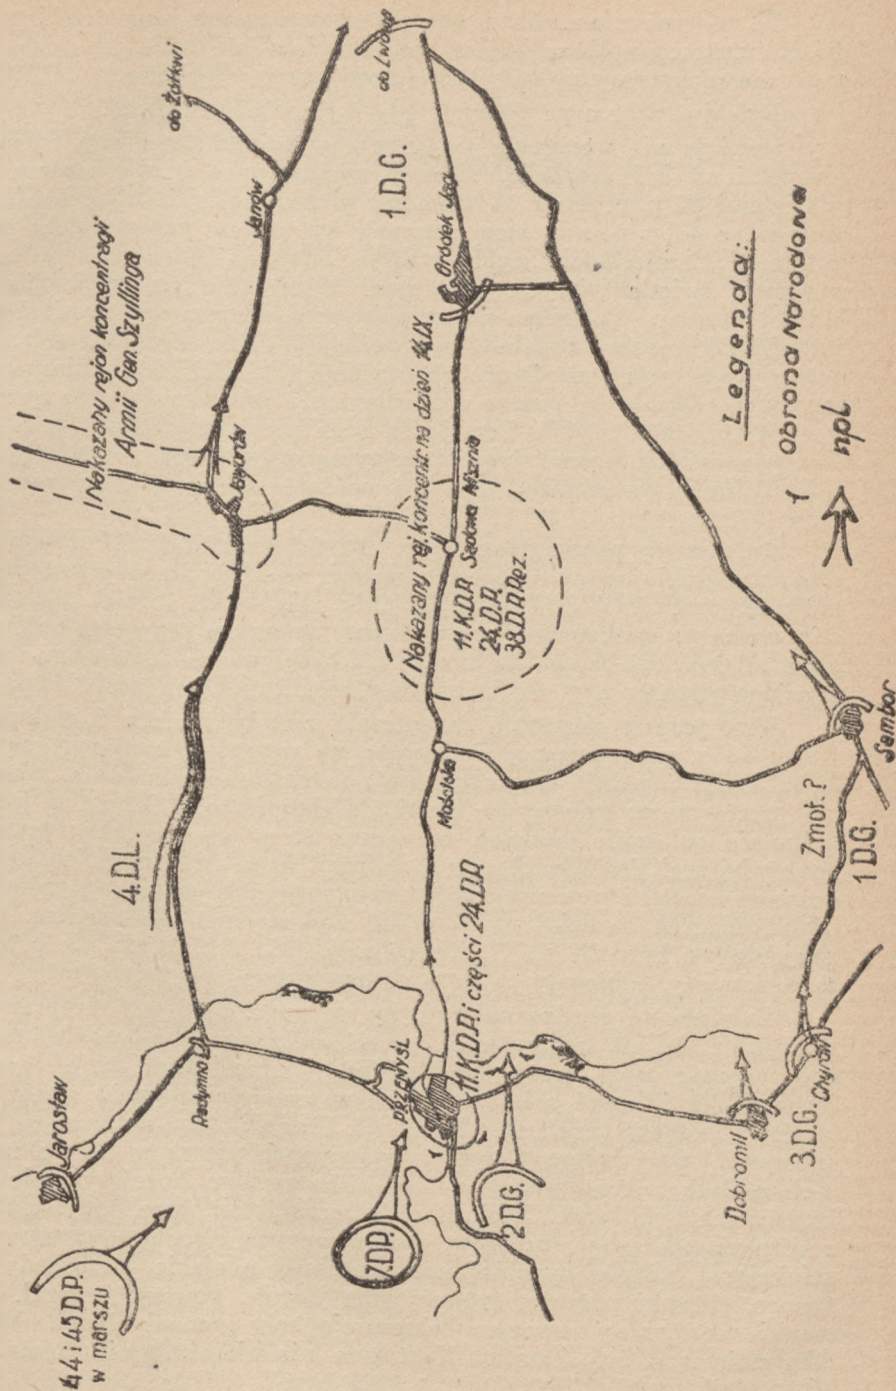 44 i 45 D.P.
w marszu
Jarosław
Radymno
4. D.L.
Nakazany rejon koncentracji
Armii Gen. Szyllinga
Jaworów
Janów
do Żółkwi
do Lwowa
7. D.P.
PRZEMYŚL
11. K.D.P. i części 24. D.P.
2 D.G.
Mościska
Nakazany rej. koncentr. na dzień 14. IX.
11. K.D.P.
24. D.P.
38. D.P. Rez.
Sądowa Wisznia
Gródek Jag.
1. D.G.
Dobromil
3. D.G.
Chyrów
Zmot. ?
1 D.G.
Sambor
Legenda:
Obrona Narodowa
npl